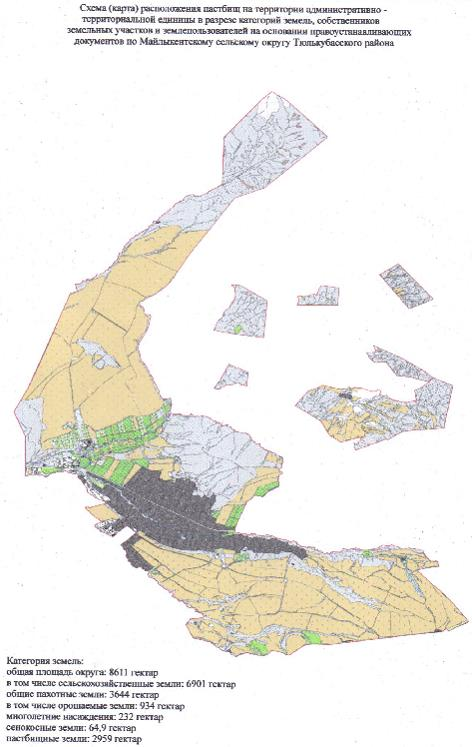 Схема (карта) расположения пастбищ на территории административно -
территориальной единицы в разрезе категорий земель, собственников
земельных участков и землепользователей на основании правоустанавливающих
документов по Майлыкентскому сельскому округу Тюлькубасского района
Категория земель:
общая площадь округа: 8611 гектар
в том числе сельскохозяйственные земли: 6901 гектар
общие пахотные земли: 3644 гектар
в том числе орошаемые земли: 934 гектар
многолетние насаждения: 232 гектар
сенокосные земли: 64,9 гектар
пастбищные земли: 2959 гектар